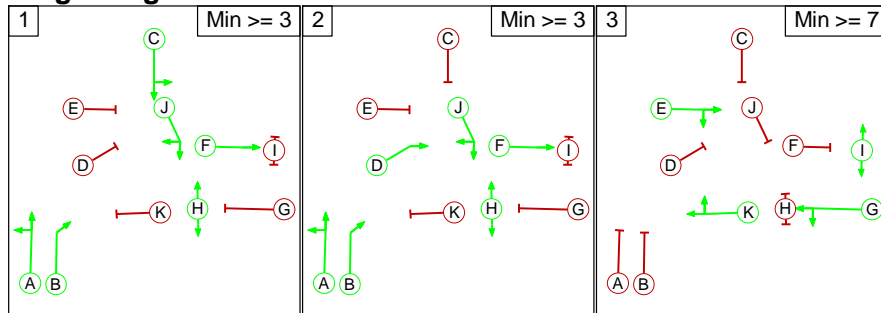 1 Min >= 3
C
E J
F I
D
K H G
A B
2 Min >= 3
C
E J
F I
D
K H G
A B
3 Min >= 7
C
E J
F I
D
K H G
A B